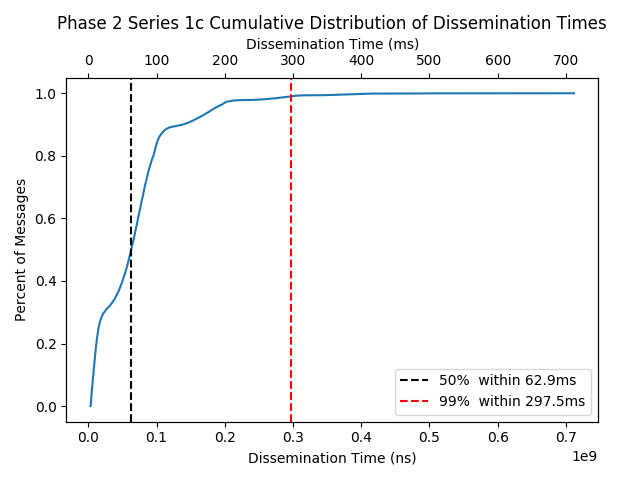 Phase 2 Series 1c Cumulative Distribution of Dissemination Times
Dissemination Time (ms)
0 100 200 300 400 500 600 700
1.0
0.8
0.6
0.4
0.2
0.0
Percent of Messages
50%  within 62.9ms
99%  within 297.5ms
0.0 0.1 0.2 0.3 0.4 0.5 0.6 0.7
1e9
Dissemination Time (ns)